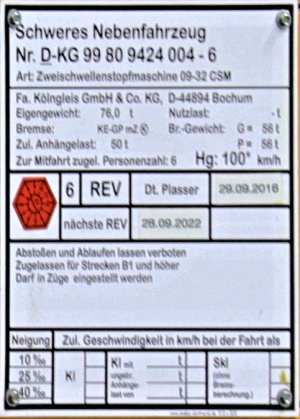 Schweres Nebenfahrzeug
Nr. D-KG 99 80 9424 004 - 6
Art: Zweischwellenstopfmaschine 09-32 CSM
Fa. Kölngleis GmbH & Co. KG, D-44894 Bochum
Eigengewicht: 76,0 t Nutzlast: -t
Bremse: KE-GP mZ Br.-Gewicht: G= 56t
Zul. Anhängelast: 50t P= 56t
Zur Mitfahrt zugel. Personenzahl: 6 Hg: 100* km/h
6 REV Dt. Plasser 29.09.2016
nächste REV 28.09.2022
Abstoßen und Ablaufen lassen verboten
Zugelassen für Strecken B1 und höher
Darf in Züge eingestellt werden
Neigung Zul. Geschwindigkeit in km/h bei der Fahrt als
10 ‰ Kl mit t Skl
25 ‰ Kl t (ohne Brems-
40 ‰ Anhänge- last von t berechnung)